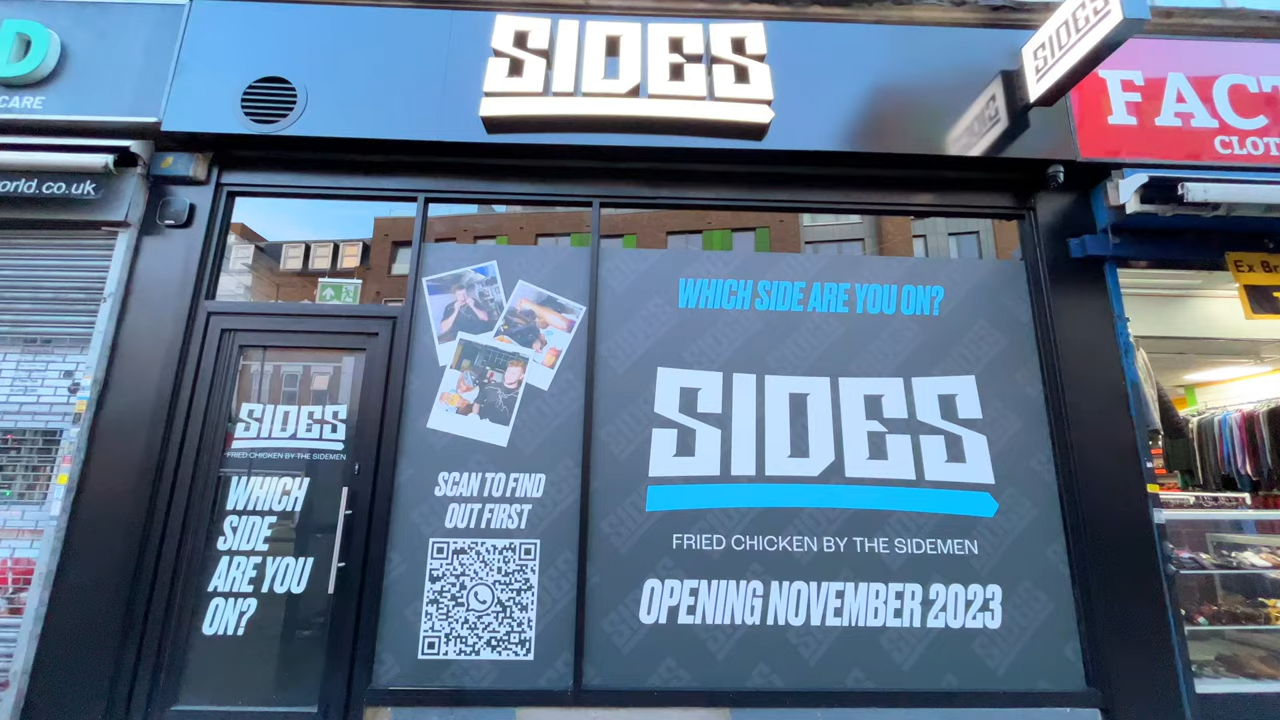 SIDES
SIDES
D
CARE
FACT
CLOT
orld.co.uk
Ex Br
WHICH SIDE ARE YOU ON?
SIDES
FRIED CHICKEN BY THE SIDEMEN
OPENING NOVEMBER 2023
SCAN TO FIND
OUT FIRST
SIDES
FRIED CHICKEN BY THE SIDEMEN
WHICH
SIDE
ARE YOU
ON?